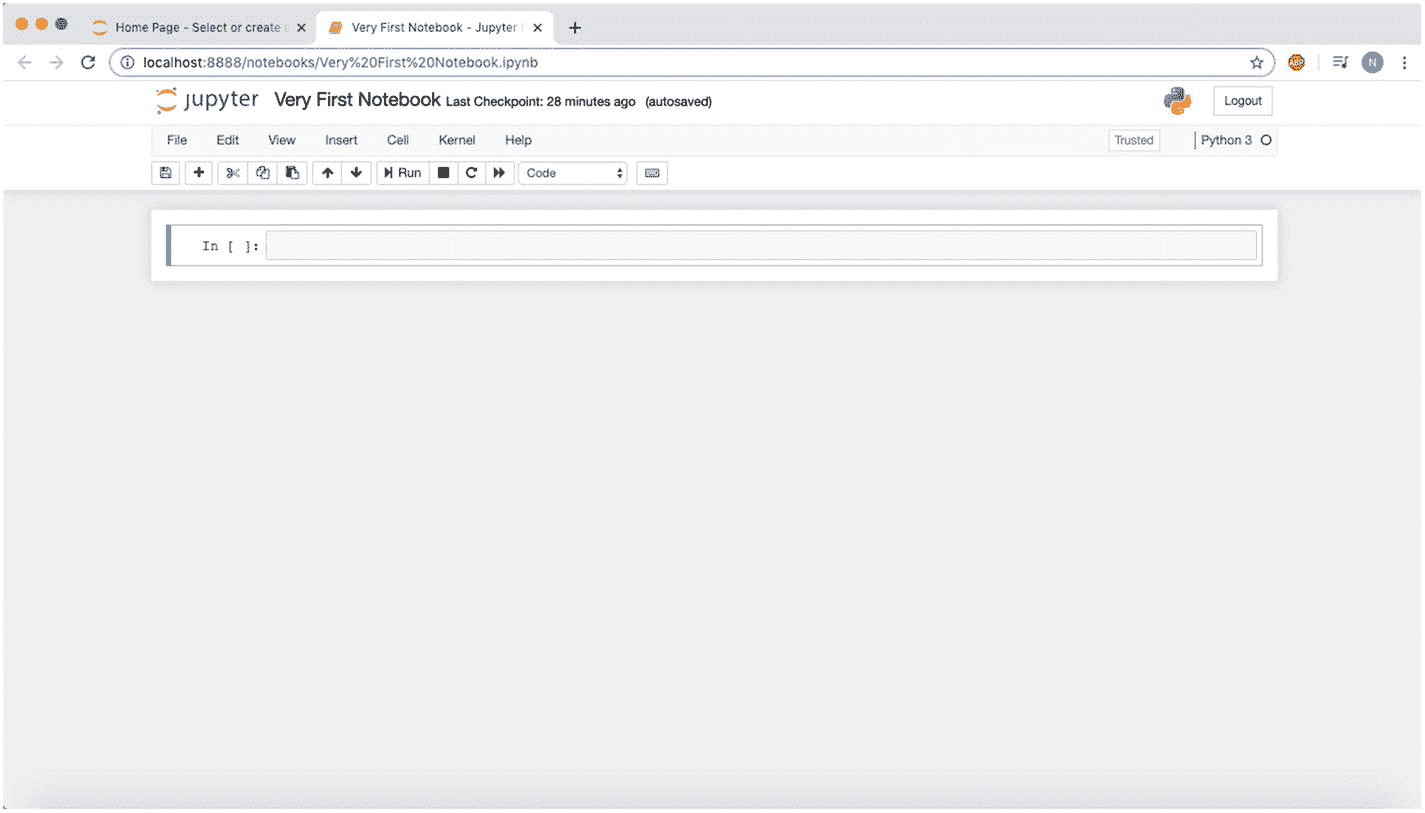 Home Page - Select or create
Very First Notebook - Jupyter
localhost:8888/notebooks/Very%20First%20Notebook.ipynb
ABP
N
jupyter Very First Notebook Last Checkpoint: 28 minutes ago (autosaved)
Logout
File Edit View Insert Cell Kernel Help
Trusted
Python 3
Run
Code
In [ ]: